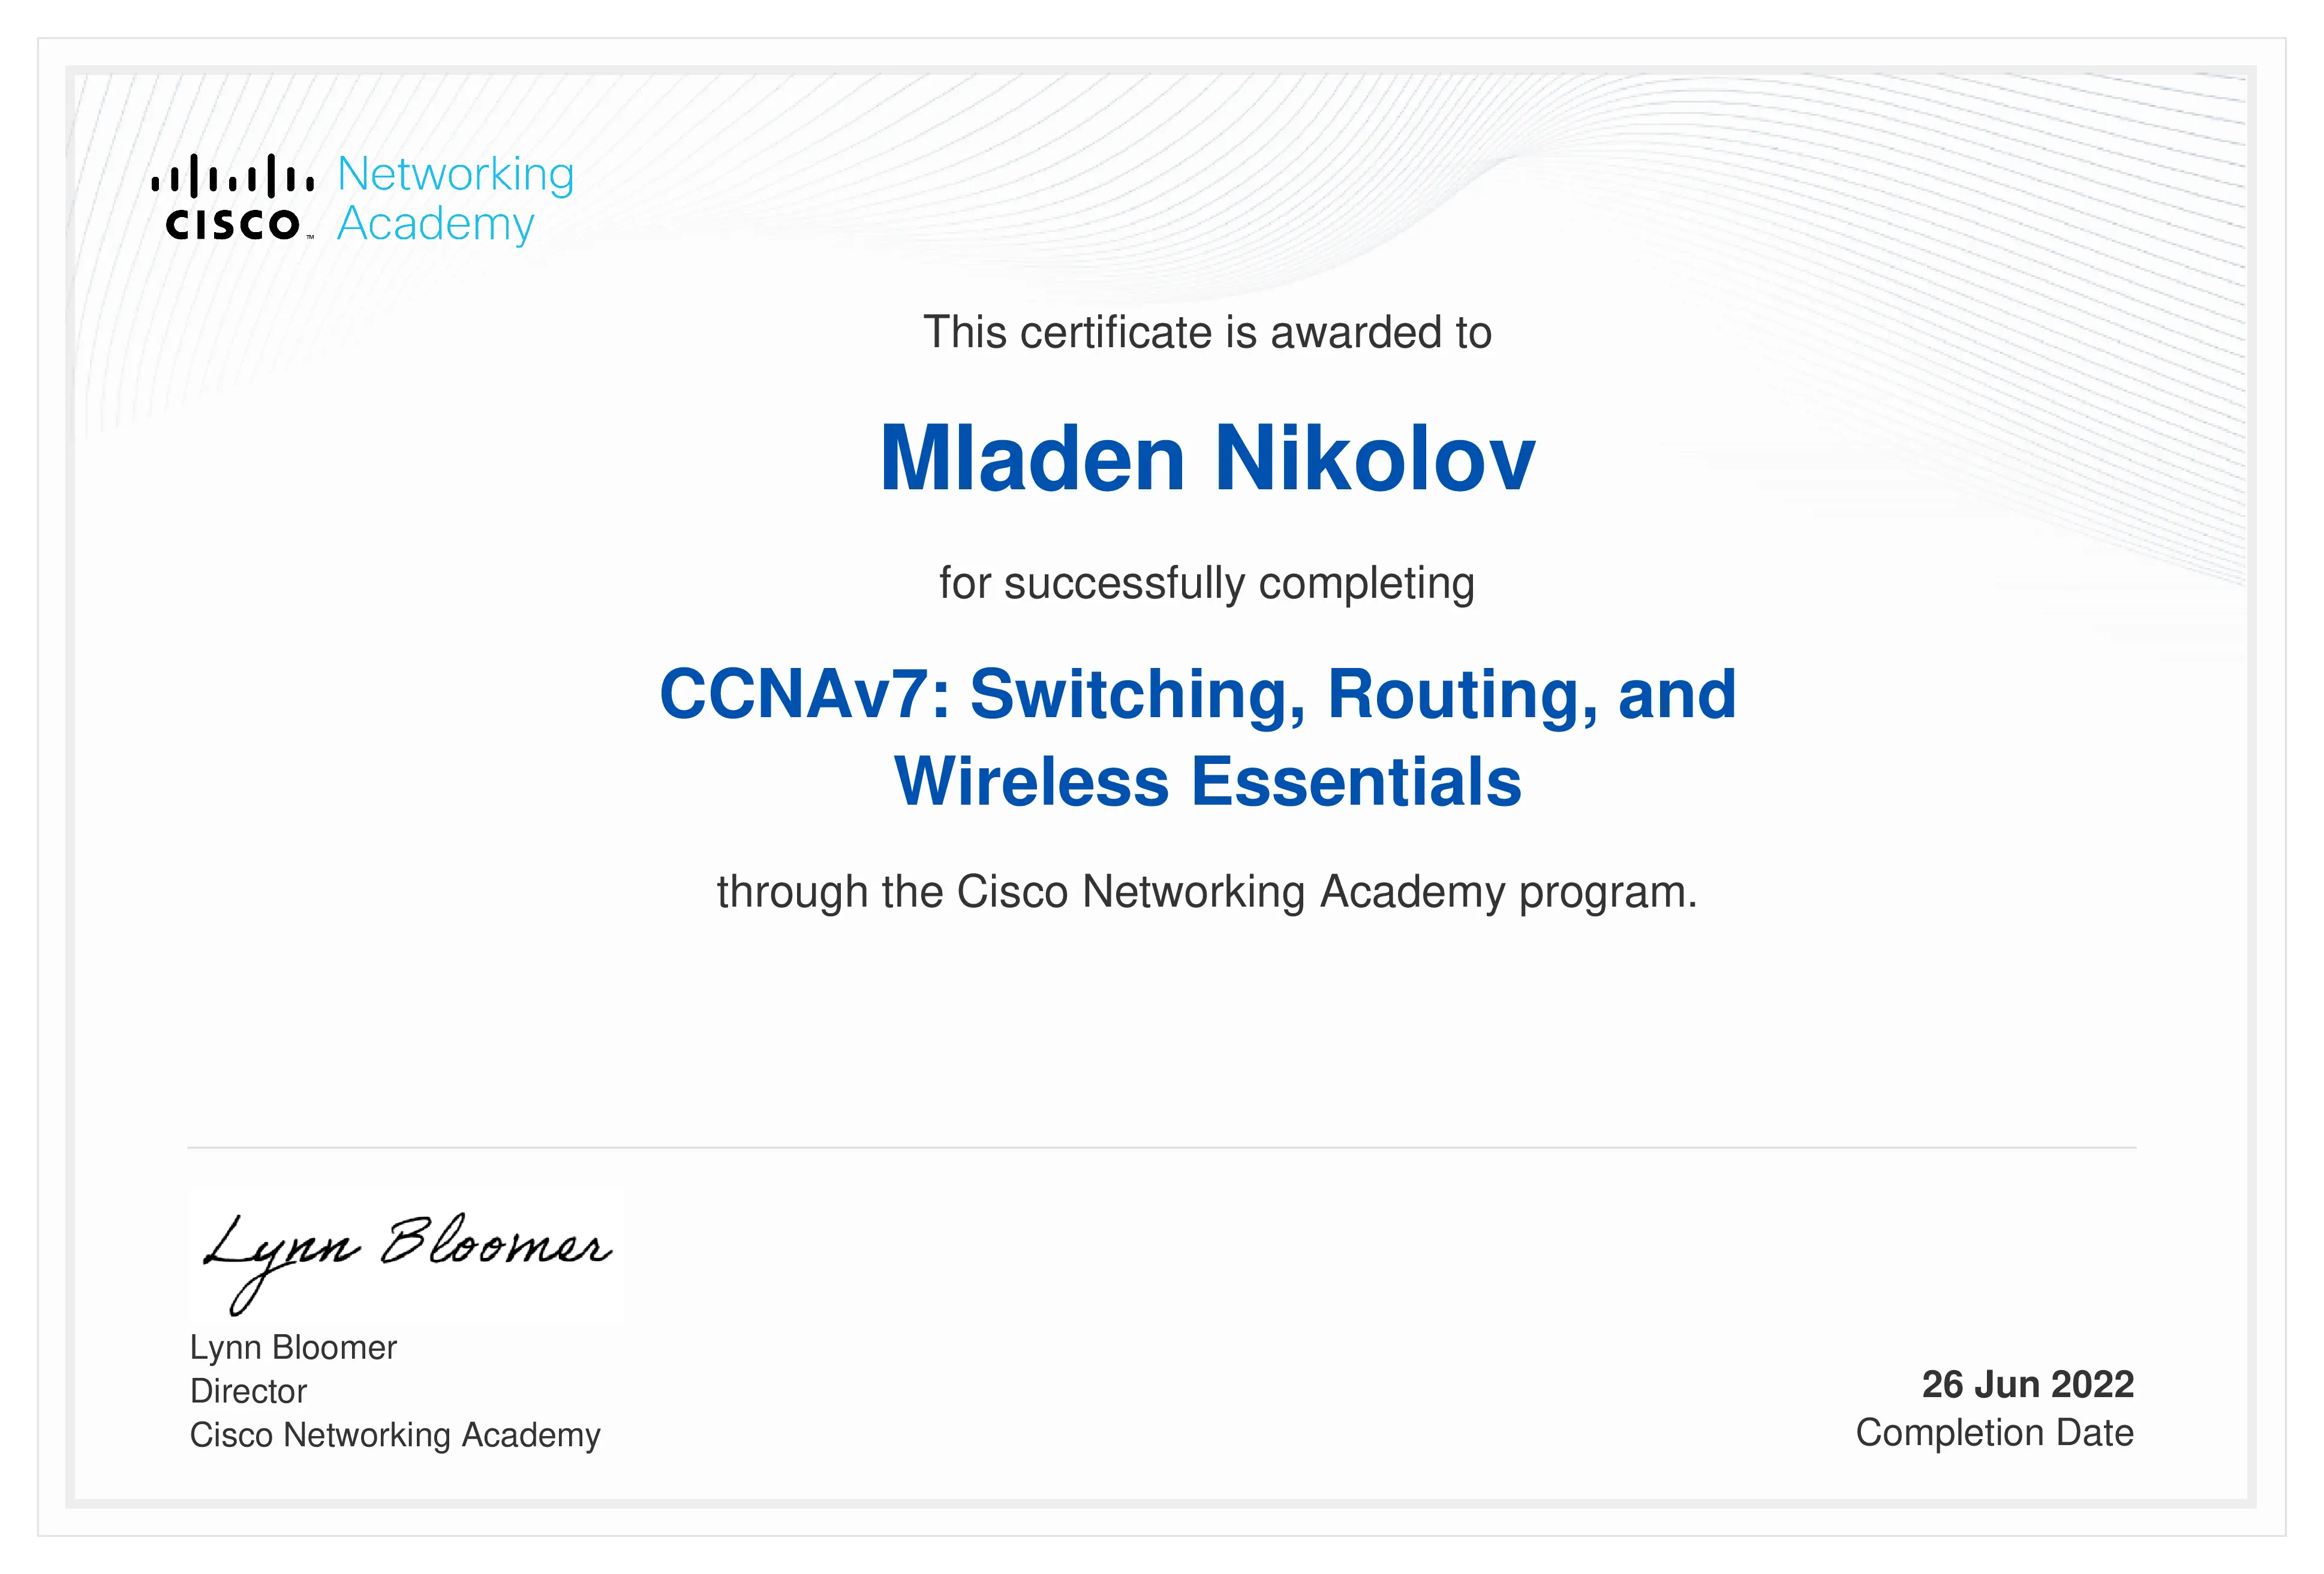 Networking
Academy
CISCO™
This certificate is awarded to
Mladen Nikolov
for successfully completing
CCNAv7: Switching, Routing, and
Wireless Essentials
through the Cisco Networking Academy program.
Lynn Bloomer
Lynn Bloomer
Director
Cisco Networking Academy
26 Jun 2022
Completion Date